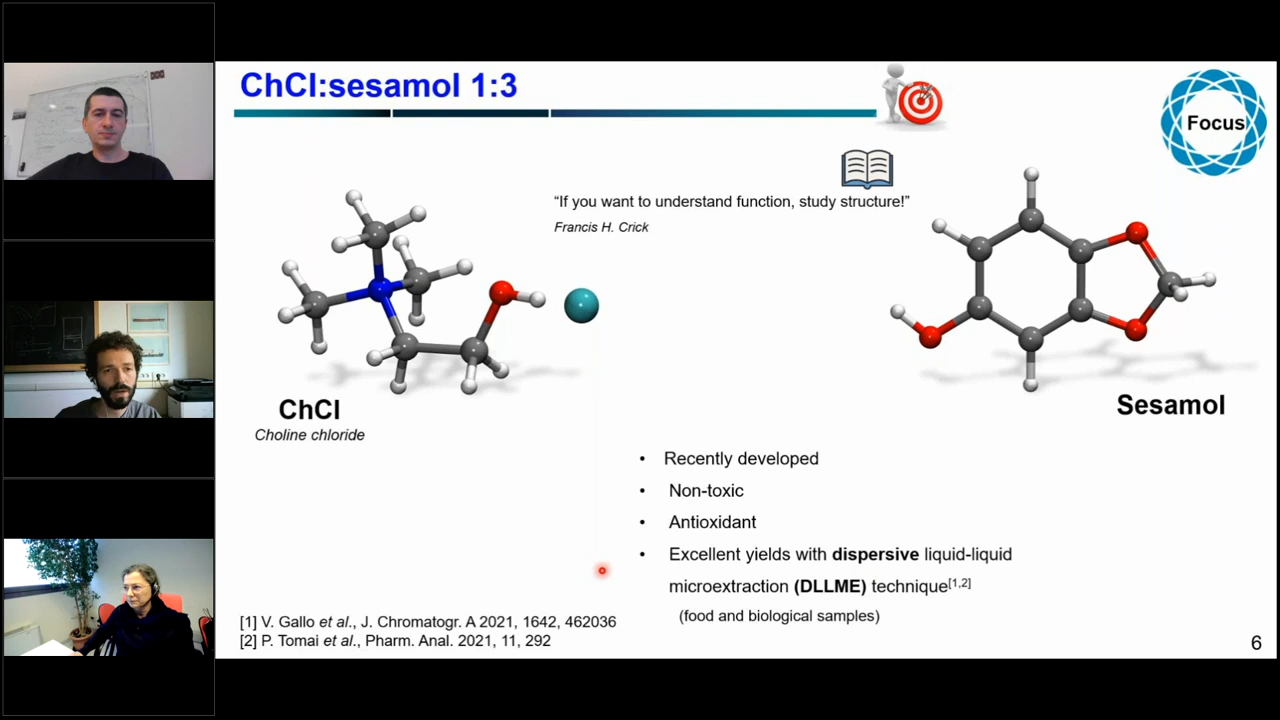 ChCl:sesamol 1:3
Focus
“If you want to understand function, study structure!”
Francis H. Crick
ChCl
Choline chloride
Sesamol
• Recently developed
• Non-toxic
• Antioxidant
• Excellent yields with dispersive liquid-liquid
microextraction (DLLME) technique[1,2]
(food and biological samples)
[1] V. Gallo et al., J. Chromatogr. A 2021, 1642, 462036
[2] P. Tomai et al., Pharm. Anal. 2021, 11, 292
6